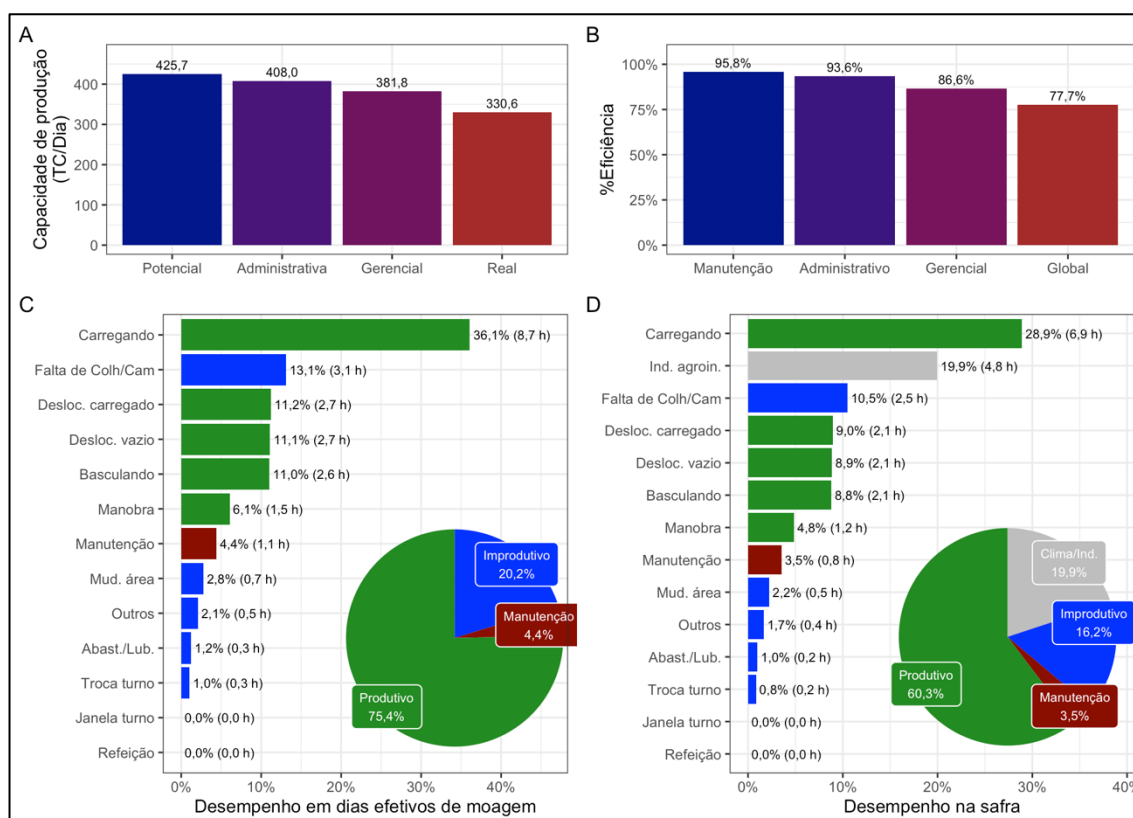 A
Capacidade de produção
(TC/Dia)
400
300
200
100
0
425,7
408,0
381,8
330,6
Potencial
Administrativa
Gerencial
Real
B
%Eficiência
100%
75%
50%
25%
0%
95,8%
93,6%
86,6%
77,7%
Manutenção
Administrativo
Gerencial
Global
C
Carregando 36,1% (8,7 h)
Falta de Colh/Cam 13,1% (3,1 h)
Desloc. carregado 11,2% (2,7 h)
Desloc. vazio 11,1% (2,7 h)
Basculando 11,0% (2,6 h)
Manobra 6,1% (1,5 h)
Manutenção 4,4% (1,1 h)
Mud. área 2,8% (0,7 h)
Outros 2,1% (0,5 h)
Abast./Lub. 1,2% (0,3 h)
Troca turno 1,0% (0,3 h)
Janela turno 0,0% (0,0 h)
Refeição 0,0% (0,0 h)
Improdutivo
20,2%
Manutenção
4,4%
Produtivo
75,4%
0% 10% 20% 30% 40%
Desempenho em dias efetivos de moagem
D
Carregando 28,9% (6,9 h)
Ind. agroin. 19,9% (4,8 h)
Falta de Colh/Cam 10,5% (2,5 h)
Desloc. carregado 9,0% (2,1 h)
Desloc. vazio 8,9% (2,1 h)
Basculando 8,8% (2,1 h)
Manobra 4,8% (1,2 h)
Manutenção 3,5% (0,8 h)
Mud. área 2,2% (0,5 h)
Outros 1,7% (0,4 h)
Abast./Lub. 1,0% (0,2 h)
Troca turno 0,8% (0,2 h)
Janela turno 0,0% (0,0 h)
Refeição 0,0% (0,0 h)
Clima/Ind.
19,9%
Improdutivo
16,2%
Produtivo
60,3%
Manutenção
3,5%
0% 10% 20% 30% 40%
Desempenho na safra